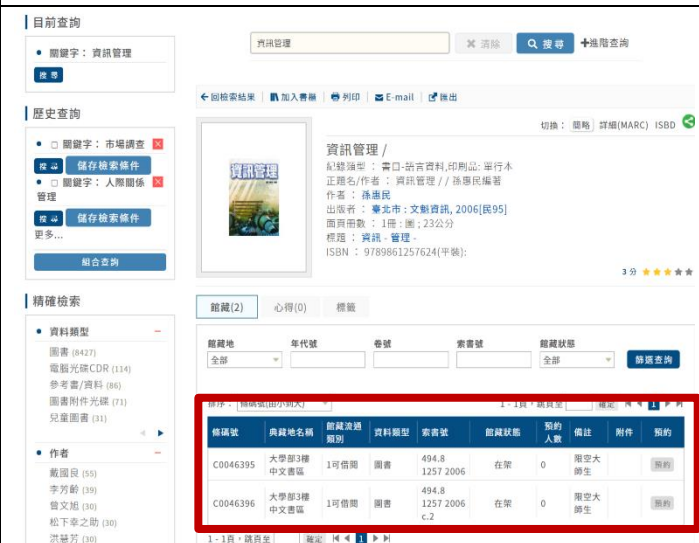 目前查詢
關鍵字： 資訊管理
搜 尋
資訊管理
清除
搜 尋
進階查詢
回檢索結果
加入書單
列印
E-mail
匯出
歷史查詢
關鍵字： 市場調查
搜 尋
儲存檢索條件
關鍵字： 人際關係
管理
搜 尋
儲存檢索條件
更多...
組合查詢
切換： 簡略 詳細(MARC) ISBD
資訊管理
資訊管理 /
紀錄類型 ： 書目-語言資料,印刷品: 單行本
正題名/作者 ： 資訊管理 / / 孫惠民編著
作者 ： 孫惠民
出版者 ： 臺北市 : 文魁資訊, 2006[民95]
面頁冊數 ： 1冊 : 圖 ; 23公分
標題 ： 資訊 - 管理 -
ISBN ： 9789861257624(平裝):
3 分
精確檢索
資料類型
圖書 (8427)
電腦光碟CDR (114)
參考書/資料 (86)
圖書附件光碟 (71)
兒童圖書 (31)
作者
戴國良 (55)
李芳齡 (39)
曾文旭 (30)
松下幸之助 (30)
洪慧芳 (30)
館藏(2)
心得(0)
標籤
館藏地
年代號
卷號
索書號
館藏狀態
全部
全部
篩選查詢
排序： 條碼號(由小到大)
1 - 1頁，跳頁至 確定 1
條碼號 典藏地名稱 館藏流通類別 資料類型 索書號 館藏狀態 預約人數 備註 附件 預約
C0046395 大學部3樓中文書區 1可借閱 圖書 494.8 1257 2006 在架 0 限空大師生 預約
C0046396 大學部3樓中文書區 1可借閱 圖書 494.8 1257 2006 c.2 在架 0 限空大師生 預約
1 - 1頁，跳頁至 確定 1